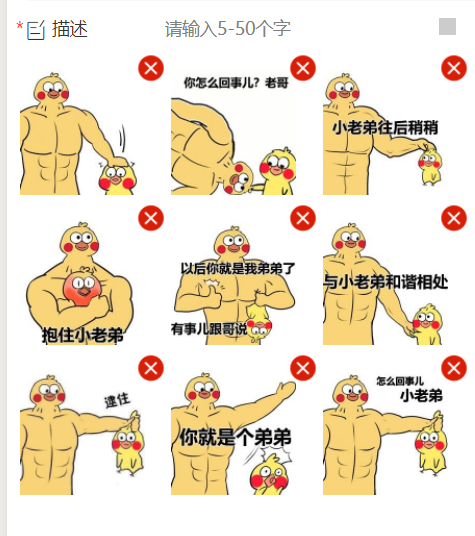 * 描述 请输入5-50个字
你怎么回事儿？老哥
小老弟往后稍稍
抱住小老弟
以后你就是我弟弟了
有事儿跟哥说
与小老弟和谐相处
逮住
你就是个弟弟
怎么回事儿
小老弟